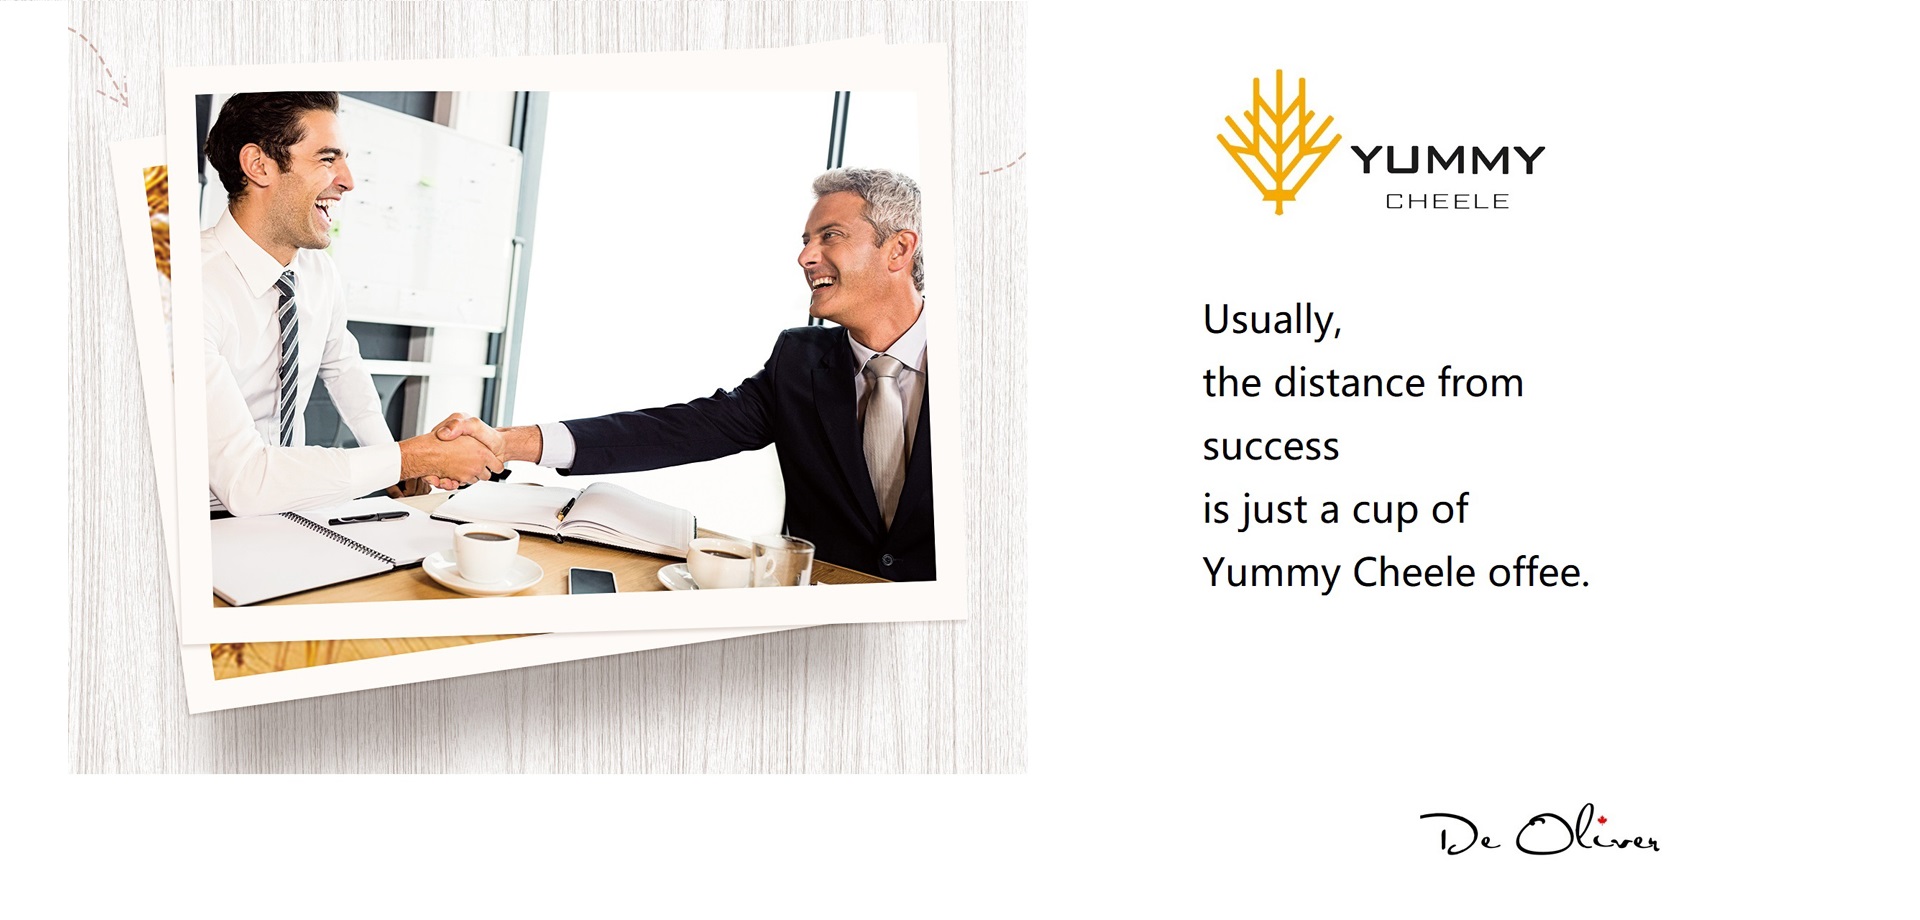 YUMMY
CHEELE
Usually,
the distance from
success
is just a cup of
Yummy Cheele offee.
De Oliver